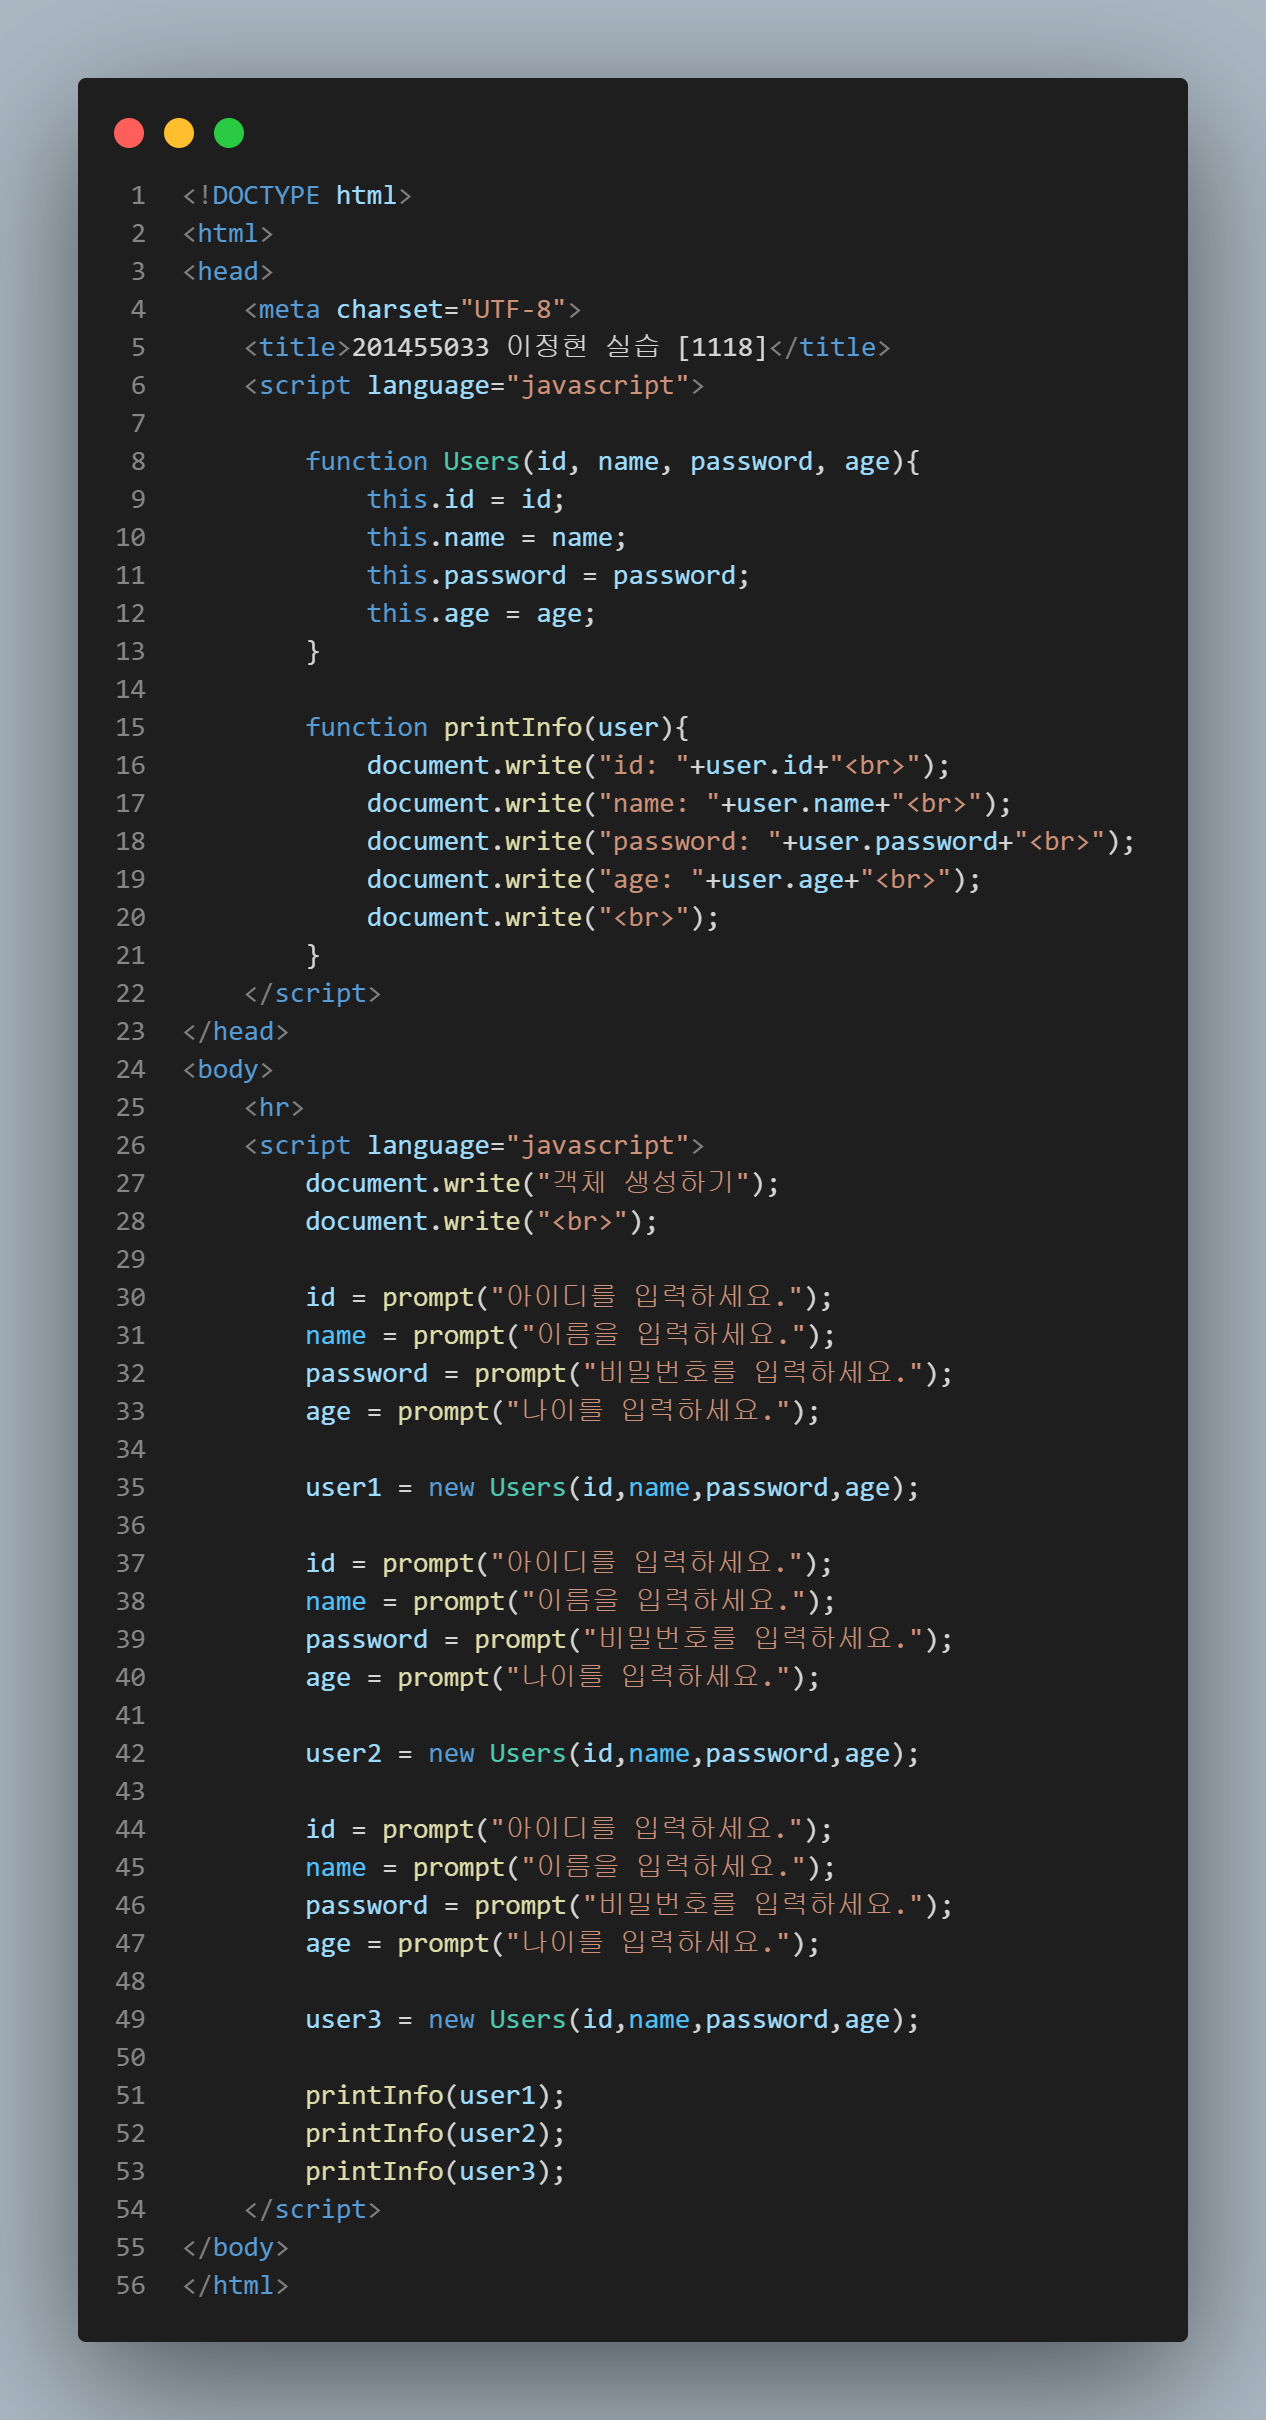 1 <!DOCTYPE html>
2 <html>
3 <head>
4     <meta charset="UTF-8">
5     <title>201455033 이정현 실습 [1118]</title>
6     <script language="javascript">
7
8         function Users(id, name, password, age){
9             this.id = id;
10             this.name = name;
11             this.password = password;
12             this.age = age;
13         }
14
15         function printInfo(user){
16             document.write("id: "+user.id+"<br>");
17             document.write("name: "+user.name+"<br>");
18             document.write("password: "+user.password+"<br>");
19             document.write("age: "+user.age+"<br>");
20             document.write("<br>");
21         }
22     </script>
23 </head>
24 <body>
25     <hr>
26     <script language="javascript">
27         document.write("객체 생성하기");
28         document.write("<br>");
29
30         id = prompt("아이디를 입력하세요.");
31         name = prompt("이름을 입력하세요.");
32         password = prompt("비밀번호를 입력하세요.");
33         age = prompt("나이를 입력하세요.");
34
35         user1 = new Users(id,name,password,age);
36
37         id = prompt("아이디를 입력하세요.");
38         name = prompt("이름을 입력하세요.");
39         password = prompt("비밀번호를 입력하세요.");
40         age = prompt("나이를 입력하세요.");
41
42         user2 = new Users(id,name,password,age);
43
44         id = prompt("아이디를 입력하세요.");
45         name = prompt("이름을 입력하세요.");
46         password = prompt("비밀번호를 입력하세요.");
47         age = prompt("나이를 입력하세요.");
48
49         user3 = new Users(id,name,password,age);
50
51         printInfo(user1);
52         printInfo(user2);
53         printInfo(user3);
54     </script>
55 </body>
56 </html>